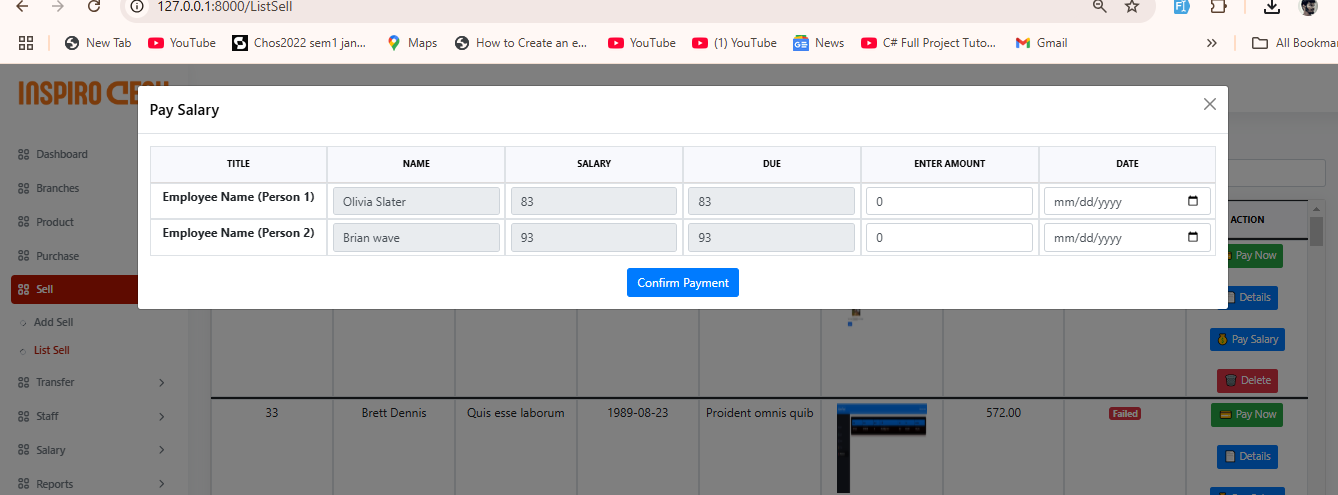 127.0.0.1:8000/ListSell
New Tab YouTube Chos2022 sem1 jan... Maps How to Create an e... YouTube (1) YouTube News C# Full Project Tuto... Gmail » All Bookmar
INSPIRO
Pay Salary
TITLE NAME SALARY DUE ENTER AMOUNT DATE
Employee Name (Person 1) Olivia Slater 83 83 0 mm/dd/yyyy
Employee Name (Person 2) Brian wave 93 93 0 mm/dd/yyyy
Confirm Payment
Dashboard
Branches
Product
Purchase
Sell
Add Sell
List Sell
Transfer
Staff
Salary
Reports
ACTION
Pay Now
Details
Pay Salary
Delete
33 Brett Dennis Quis esse laborum 1989-08-23 Proident omnis quib 572.00 Failed Pay Now
Details